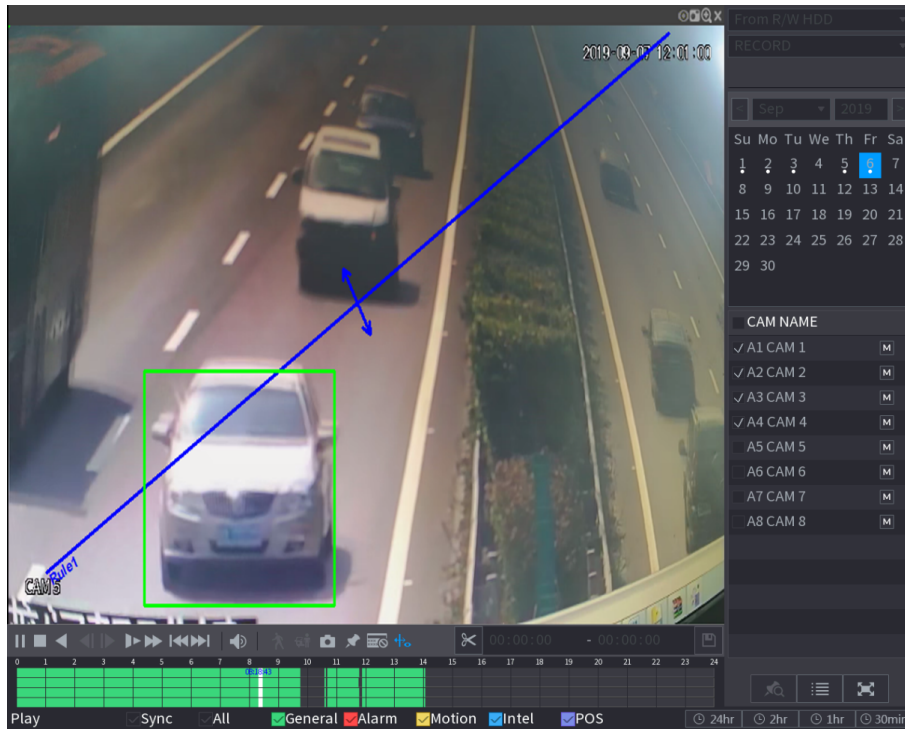 From R/W HDD
RECORD
2019-09-07 12:01:00
< Sep 2019 >
Su Mo Tu We Th Fr Sa
1 2 3 4 5 6 7
8 9 10 11 12 13 14
15 16 17 18 19 20 21
22 23 24 25 26 27 28
29 30
CAM NAME
A1 CAM 1 M
A2 CAM 2 M
A3 CAM 3 M
A4 CAM 4 M
A5 CAM 5 M
A6 CAM 6 M
A7 CAM 7 M
A8 CAM 8 M
Rule1
CAM 5
00:00:00 - 00:00:00
0 1 2 3 4 5 6 7 8 9 10 11 12 13 14 15 16 17 18 19 20 21 22 23 24
Play Sync All General Alarm Motion Intel POS 24hr 2hr 1hr 30min